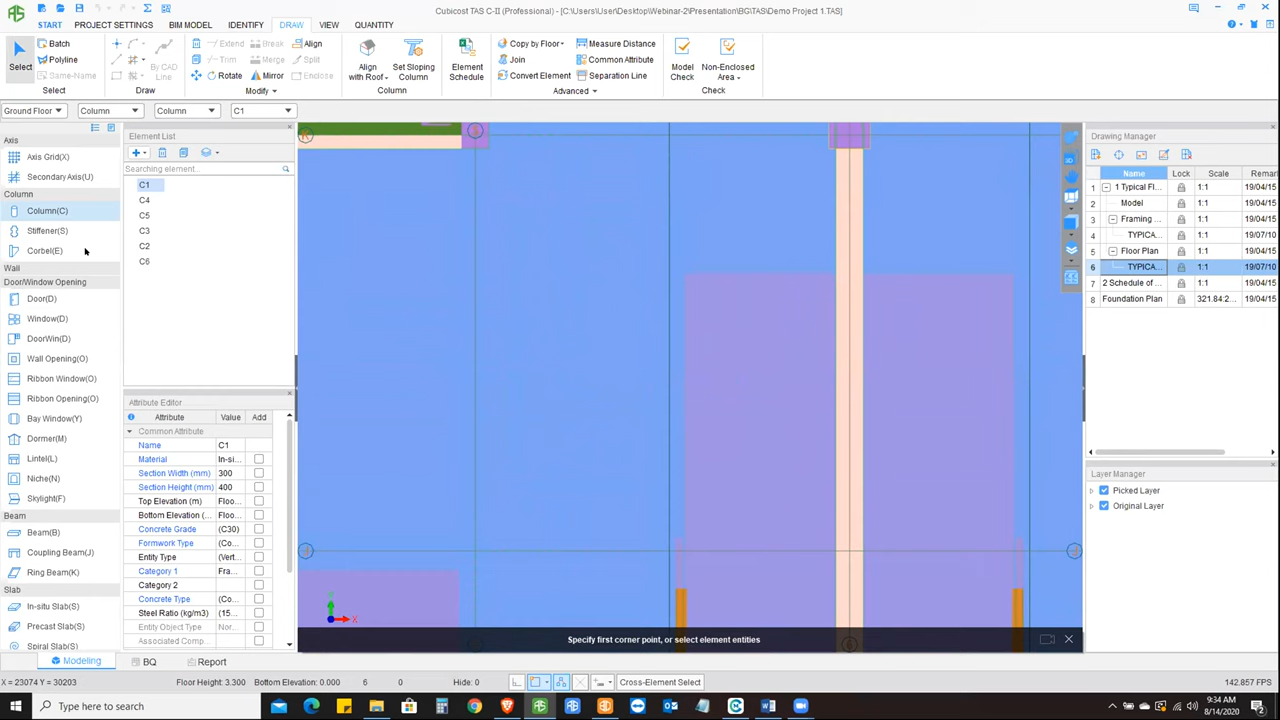 Cubicost TAS C-II (Professional) - [C:\Users\User\Desktop\Webinar-2\Presentation\BG\TAS\Demo Project 1.TAS]
START PROJECT SETTINGS BIM MODEL IDENTIFY DRAW VIEW QUANTITY
Select Batch Polyline Same-Name Select
Draw By CAD Line
Extend Break Align Trim Merge Split Rotate Mirror Enclose Modify
Align with Roof Set Sloping Column Column
Element Schedule
Copy by Floor Measure Distance Join Common Attribute Convert Element Separation Line Advanced
Model Check Non-Enclosed Area Check
Ground Floor Column Column C1
Axis
Axis Grid(X)
Secondary Axis(U)
Column
Column(C)
Stiffener(S)
Corbel(E)
Wall
Door/Window Opening
Door(D)
Window(D)
DoorWin(D)
Wall Opening(O)
Ribbon Window(O)
Ribbon Opening(O)
Bay Window(Y)
Dormer(M)
Lintel(L)
Niche(N)
Skylight(F)
Beam
Beam(B)
Coupling Beam(J)
Ring Beam(K)
Slab
In-situ Slab(S)
Precast Slab(S)
Spiral Slab(S)
Element List
Searching element...
C1
C4
C5
C3
C2
C6
Attribute Editor
Attribute Value Add
Common Attribute
Name C1
Material In-si...
Section Width (mm) 300
Section Height (mm) 400
Top Elevation (m) Floo...
Bottom Elevation (... Floo...
Concrete Grade (C30)
Formwork Type (Co...
Entity Type (Vert...
Category 1 Fra...
Category 2
Concrete Type (Co...
Steel Ratio (kg/m3) (15...
Entity Object Type Nor...
Associated Comp...
Y
X
Specify first corner point, or select element entities
Drawing Manager
Name Lock Scale Remar
1 1 Typical Fl... 1:1 19/04/15
2 Model 1:1 19/04/15
3 Framing ... 1:1 19/04/15
4 TYPICA... 1:1 19/07/10
5 Floor Plan 1:1 19/04/15
6 TYPICA... 1:1 19/07/10
7 2 Schedule of ... 1:1 19/04/15
8 Foundation Plan 321.84:2... 19/04/15
Layer Manager
Picked Layer
Original Layer
Modeling BQ Report
X = 23074 Y = 30203 Floor Height: 3.300 Bottom Elevation: 0.000 6 0 Hide: 0 Cross-Element Select 142.857 FPS
Type here to search
9:34 AM
8/14/2020